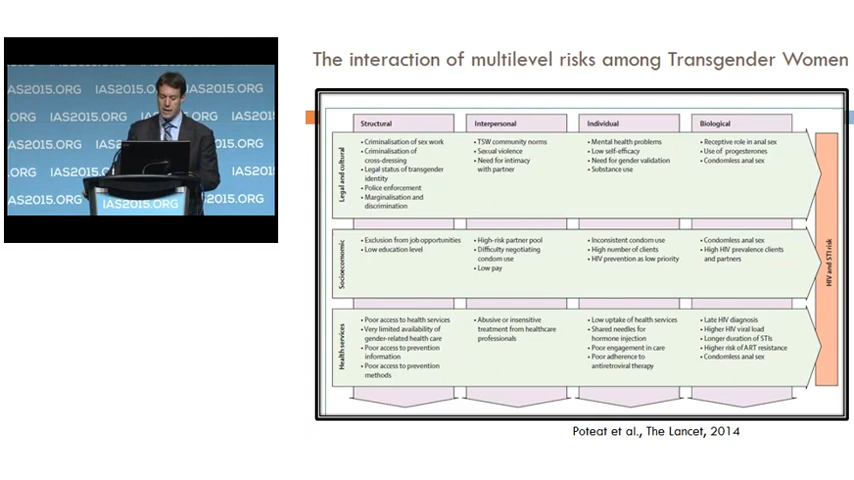 The interaction of multilevel risks among Transgender Women
IAS2015.ORG IAS2015.ORG
IAS2015.ORG
IAS2015.ORG
IAS2015.ORG
IAS2015.ORG
Structural
Interpersonal
Individual
Biological
Legal and cultural
• Criminalisation of sex work
• Criminalisation of
cross-dressing
• Legal status of transgender
identity
• Police enforcement
• Marginalisation and
discrimination
• TSW community norms
• Sexual violence
• Need for intimacy
with partner
• Mental health problems
• Low self-efficacy
• Need for gender validation
• Substance use
• Receptive role in anal sex
• Use of progesterones
• Condomless anal sex
Socioeconomic
• Exclusion from job opportunities
• Low education level
• High-risk partner pool
• Difficulty negotiating
condom use
• Low pay
• Inconsistent condom use
• High number of clients
• HIV prevention as low priority
• Condomless anal sex
• High HIV prevalence clients
and partners
Health services
• Poor access to health services
• Very limited availability of
gender-related health care
• Poor access to prevention
information
• Poor access to prevention
methods
• Abusive or insensitive
treatment from healthcare
professionals
• Low uptake of health services
• Shared needles for
hormone injection
• Poor engagement in care
• Poor adherence to
antiretroviral therapy
• Late HIV diagnosis
• Higher HIV viral load
• Longer duration of STIs
• Higher risk of ART resistance
• Condomless anal sex
HIV and STI risk
Poteat et al., The Lancet, 2014